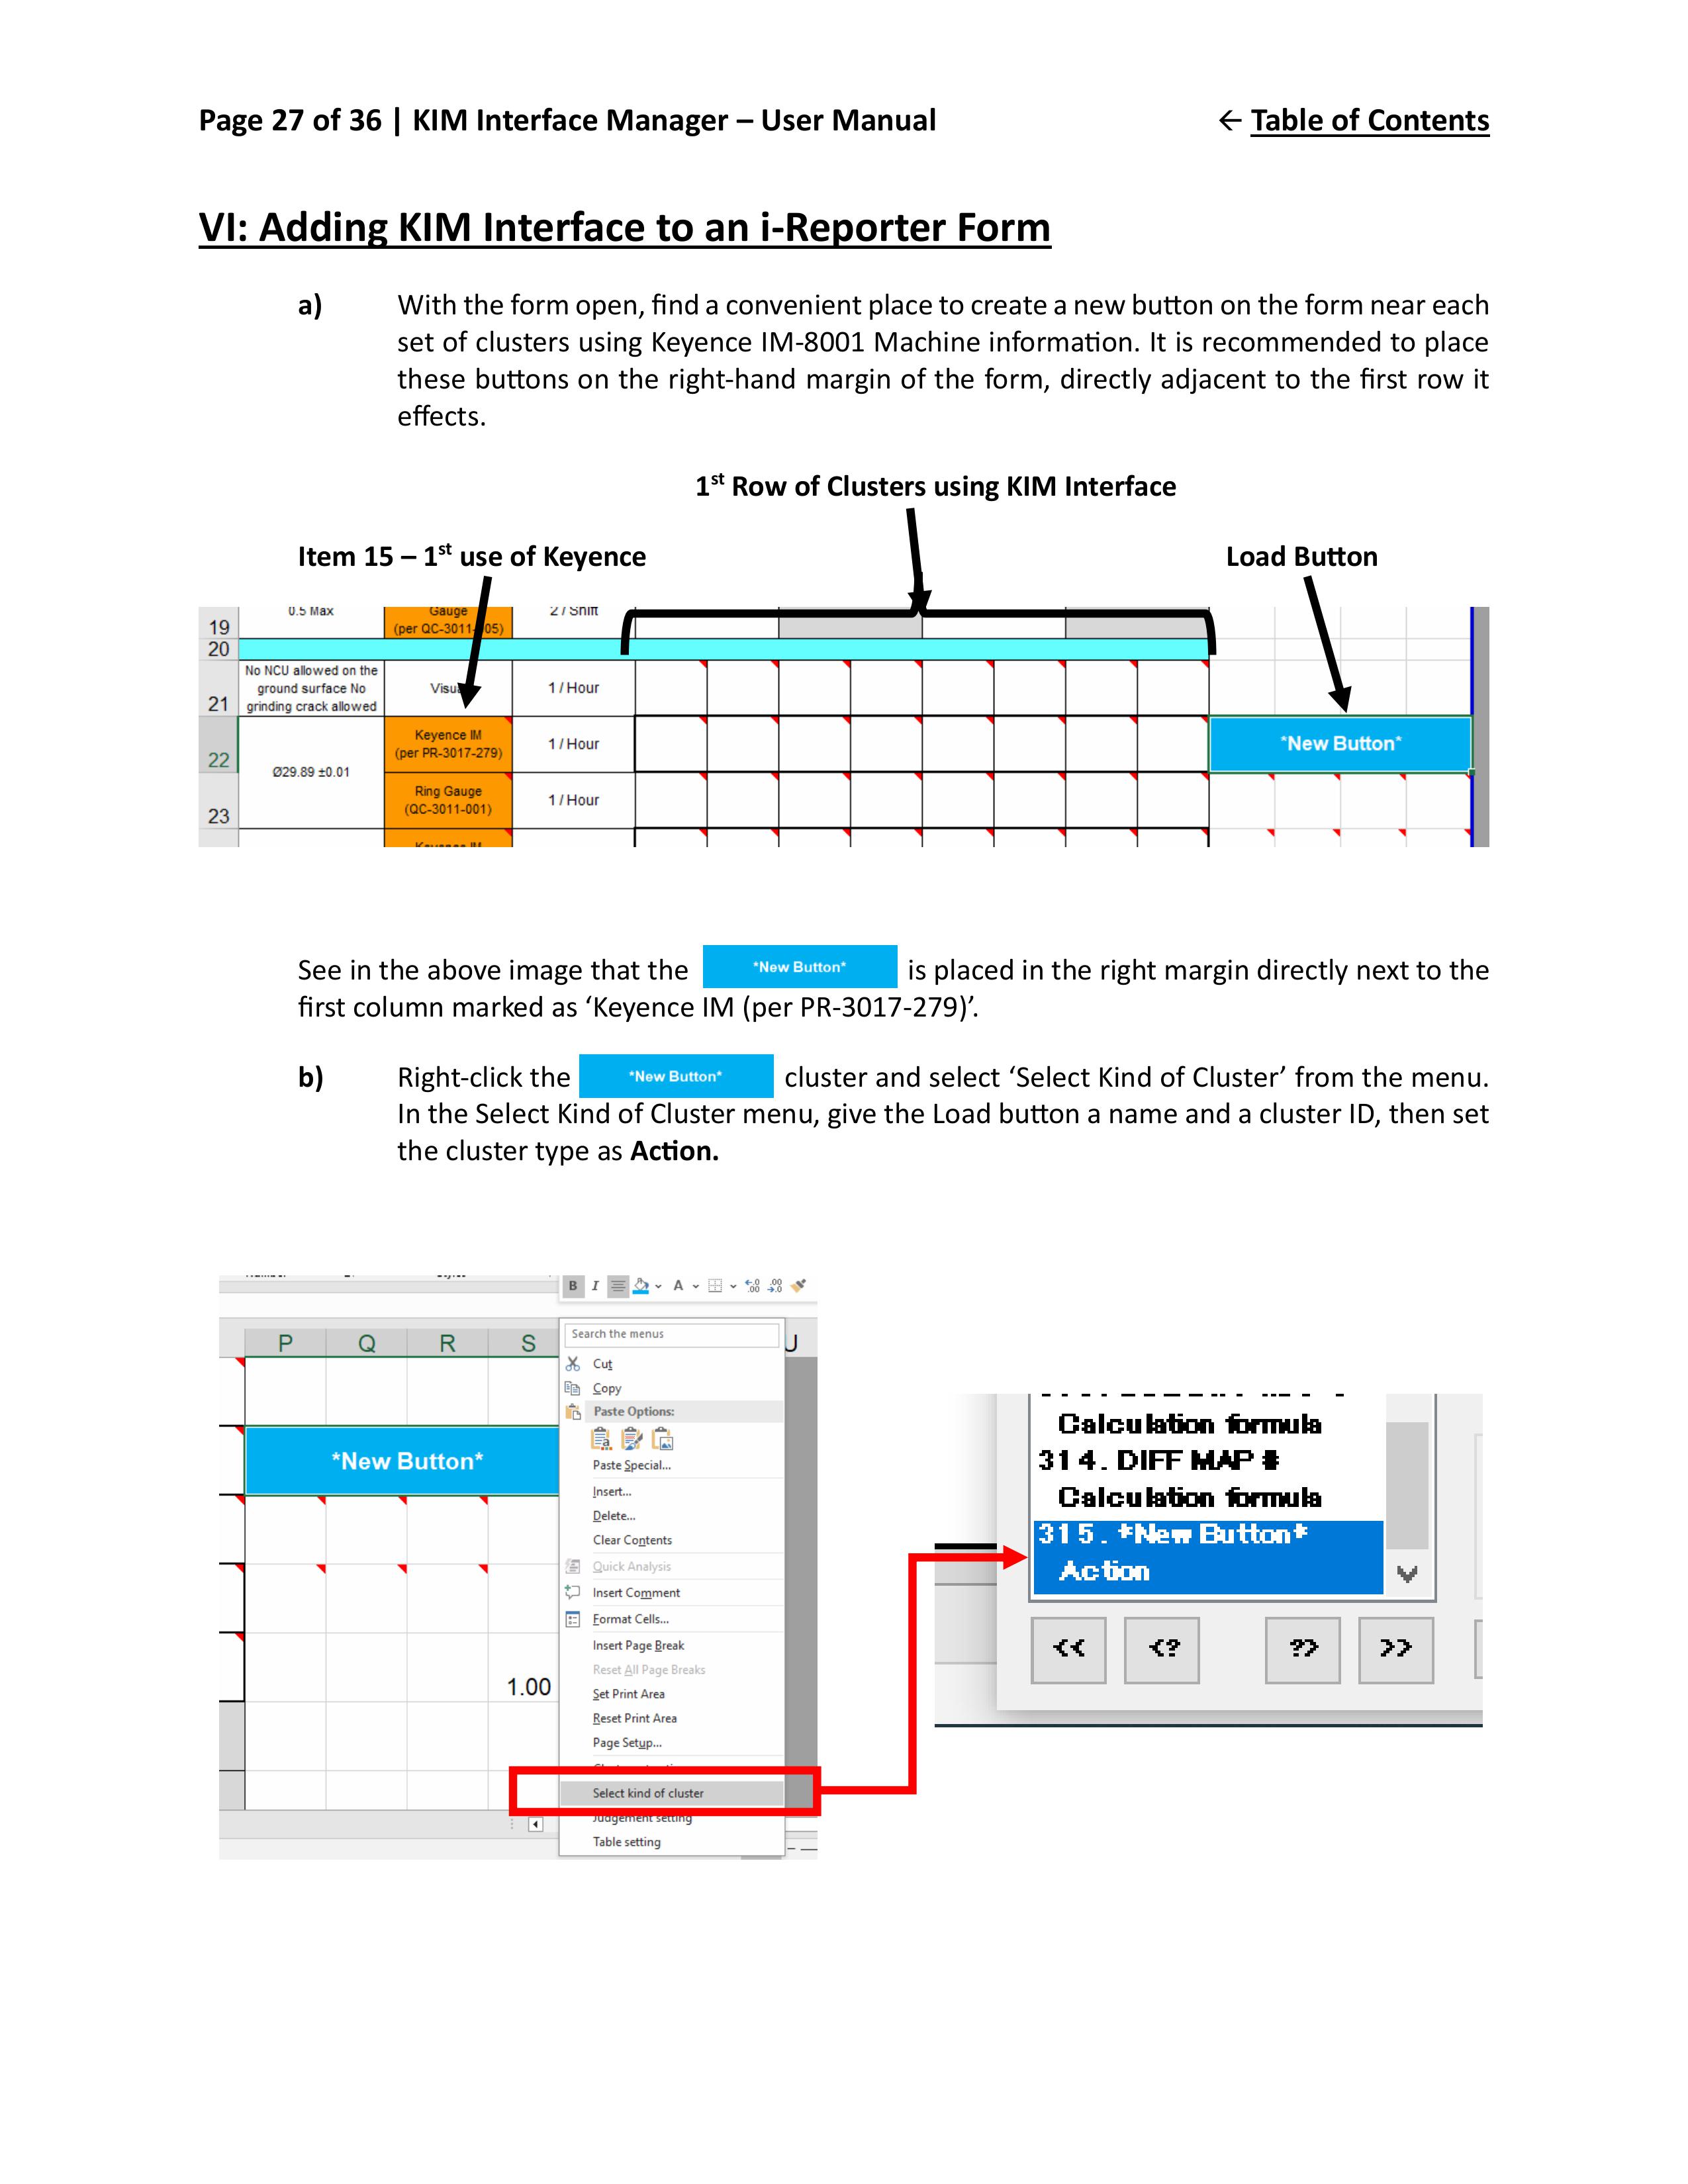 Page 27 of 36 | KIM Interface Manager – User Manual
← Table of Contents
VI: Adding KIM Interface to an i-Reporter Form
a) With the form open, find a convenient place to create a new button on the form near each
set of clusters using Keyence IM-8001 Machine information. It is recommended to place
these buttons on the right-hand margin of the form, directly adjacent to the first row it
effects.
1st Row of Clusters using KIM Interface
Item 15 – 1st use of Keyence
Load Button
19
0.5 Max
Gauge
(per QC-3011-
05)
2 / Shift
20
21
No NCU allowed on the
ground surface No
grinding crack allowed
1 / Hour
22
Ø29.89 ±0.01
Keyence IM
(per PR-3017-279)
1 / Hour
*New Button*
23
Ring Gauge
(QC-3011-001)
1 / Hour
Keyence IM
See in the above image that the *New Button* is placed in the right margin directly next to the
first column marked as ‘Keyence IM (per PR-3017-279)’.
b) Right-click the *New Button* cluster and select ‘Select Kind of Cluster’ from the menu.
In the Select Kind of Cluster menu, give the Load button a name and a cluster ID, then set
the cluster type as Action.
B I A
P Q R S U
*New Button*
1.00
Search the menus
Cut
Copy
Paste Options:
Paste Special...
Insert...
Delete...
Clear Contents
Quick Analysis
Insert Comment
Format Cells...
Insert Page Break
Reset All Page Breaks
Set Print Area
Reset Print Area
Page Setup...
Select kind of cluster
Judgement setting
Table setting
Calculation formula
314. DIFF MAP #
Calculation formula
315. *New Button*
Action
<< <? ?> >>